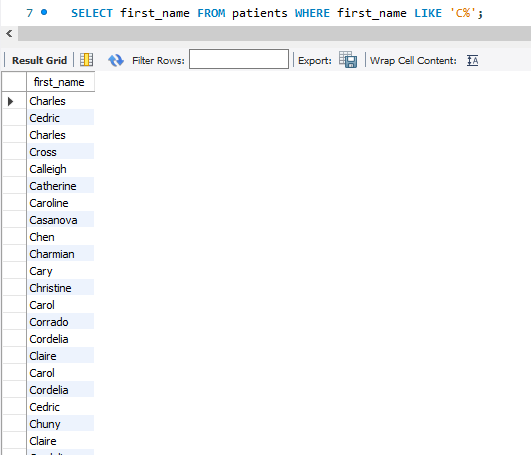 7 SELECT first_name FROM patients WHERE first_name LIKE 'C%';
Result Grid Filter Rows: Export: Wrap Cell Content:
first_name
Charles
Cedric
Charles
Cross
Calleigh
Catherine
Caroline
Casanova
Chen
Charmian
Cary
Christine
Carol
Corrado
Cordelia
Claire
Carol
Cordelia
Cedric
Chuny
Claire